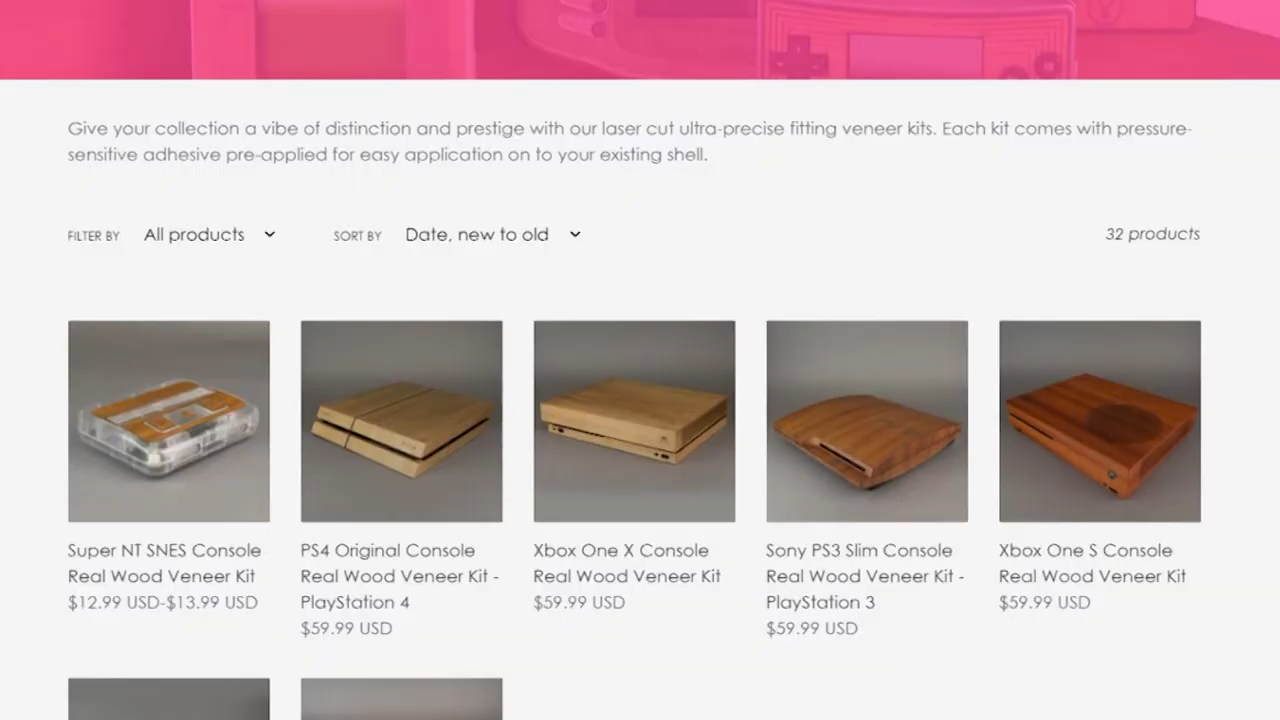 Give your collection a vibe of distinction and prestige with our laser cut ultra-precise fitting veneer kits. Each kit comes with pressure-
sensitive adhesive pre-applied for easy application on to your existing shell.
FILTER BY All products SORT BY Date, new to old 32 products
Super NT SNES Console
Real Wood Veneer Kit
$12.99 USD-$13.99 USD
PS4 Original Console
Real Wood Veneer Kit -
PlayStation 4
$59.99 USD
Xbox One X Console
Real Wood Veneer Kit
$59.99 USD
Sony PS3 Slim Console
Real Wood Veneer Kit -
PlayStation 3
$59.99 USD
Xbox One S Console
Real Wood Veneer Kit
$59.99 USD